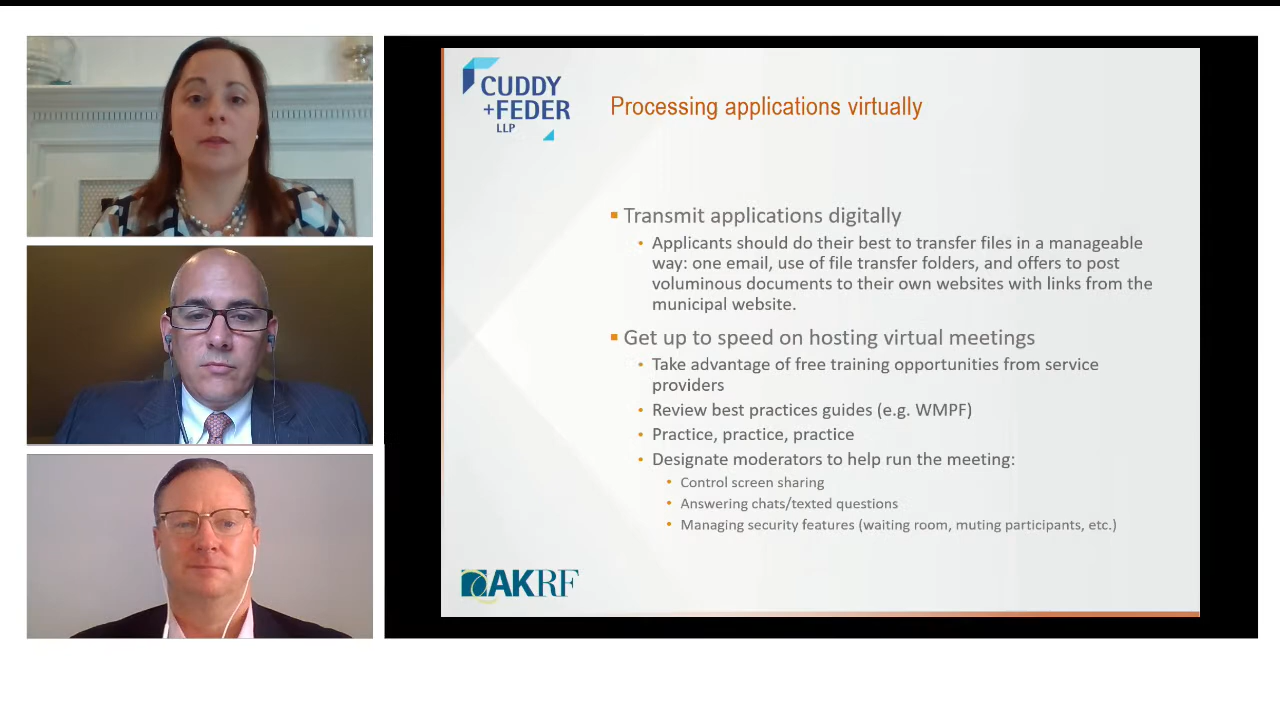 CUDDY
+FEDER
LLP
Processing applications virtually
Transmit applications digitally
Applicants should do their best to transfer files in a manageable
way: one email, use of file transfer folders, and offers to post
voluminous documents to their own websites with links from the
municipal website.
Get up to speed on hosting virtual meetings
Take advantage of free training opportunities from service
providers
Review best practices guides (e.g. WMPF)
Practice, practice, practice
Designate moderators to help run the meeting:
Control screen sharing
Answering chats/texted questions
Managing security features (waiting room, muting participants, etc.)
AKRF